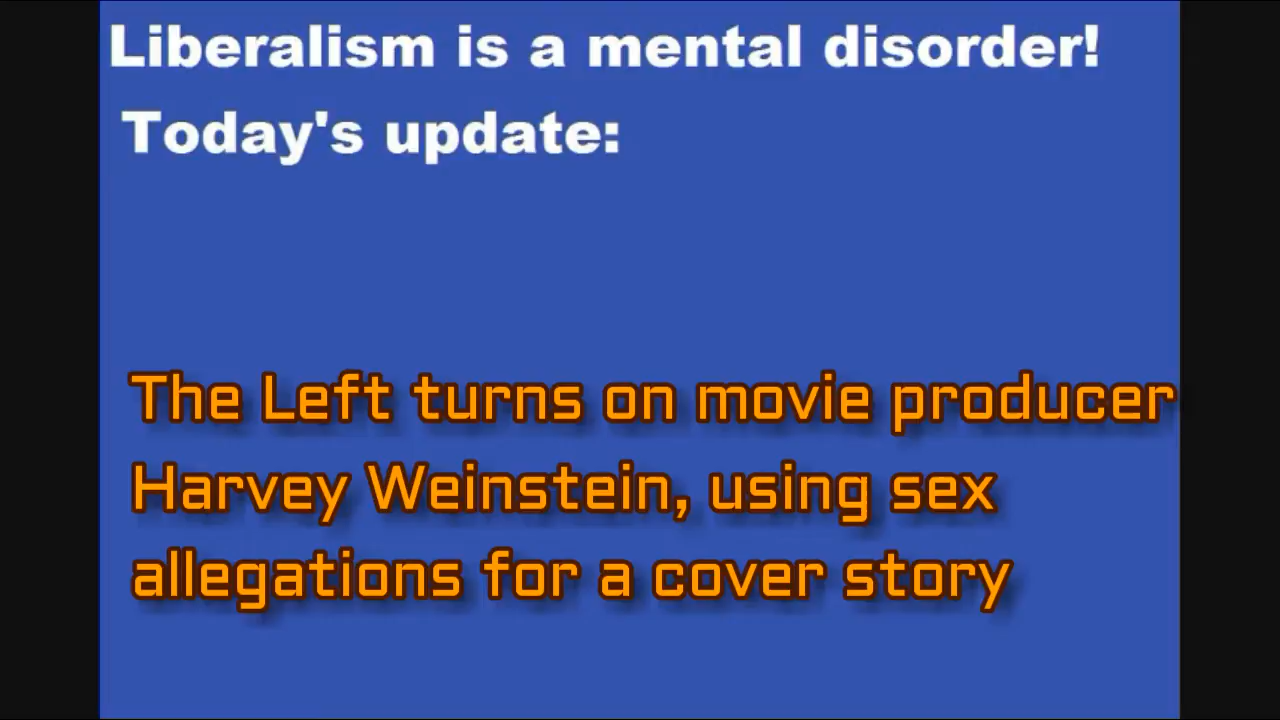 Liberalism is a mental disorder!
Today's update:
The Left turns on movie producer
Harvey Weinstein, using sex
allegations for a cover story